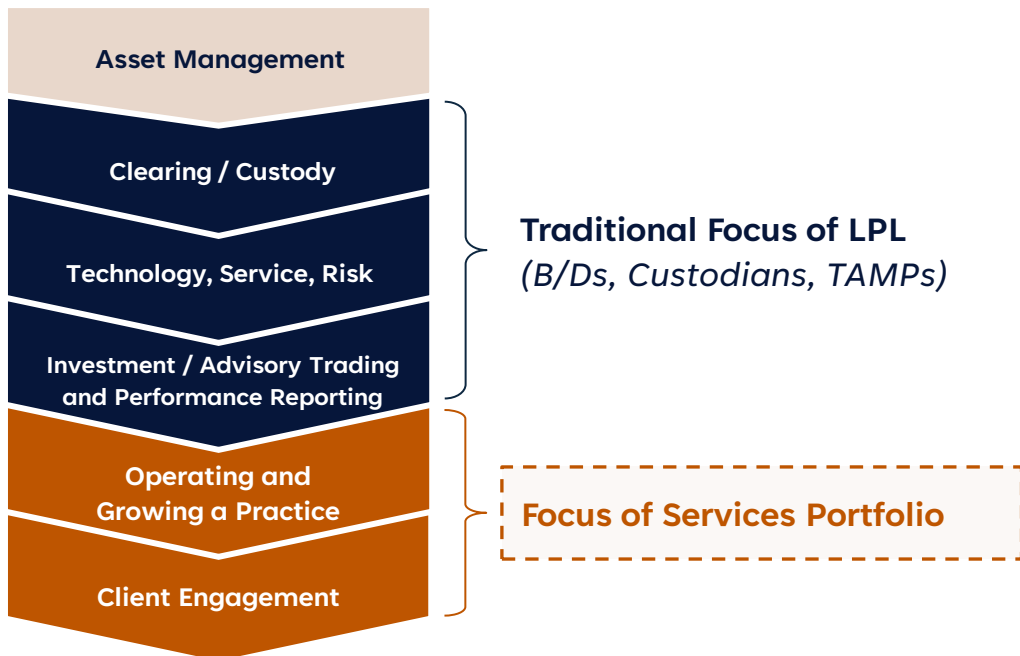 Asset Management
Clearing / Custody
Technology, Service, Risk
Investment / Advisory Trading
and Performance Reporting
Operating and
Growing a Practice
Client Engagement
Traditional Focus of LPL
(B/Ds, Custodians, TAMPs)
Focus of Services Portfolio